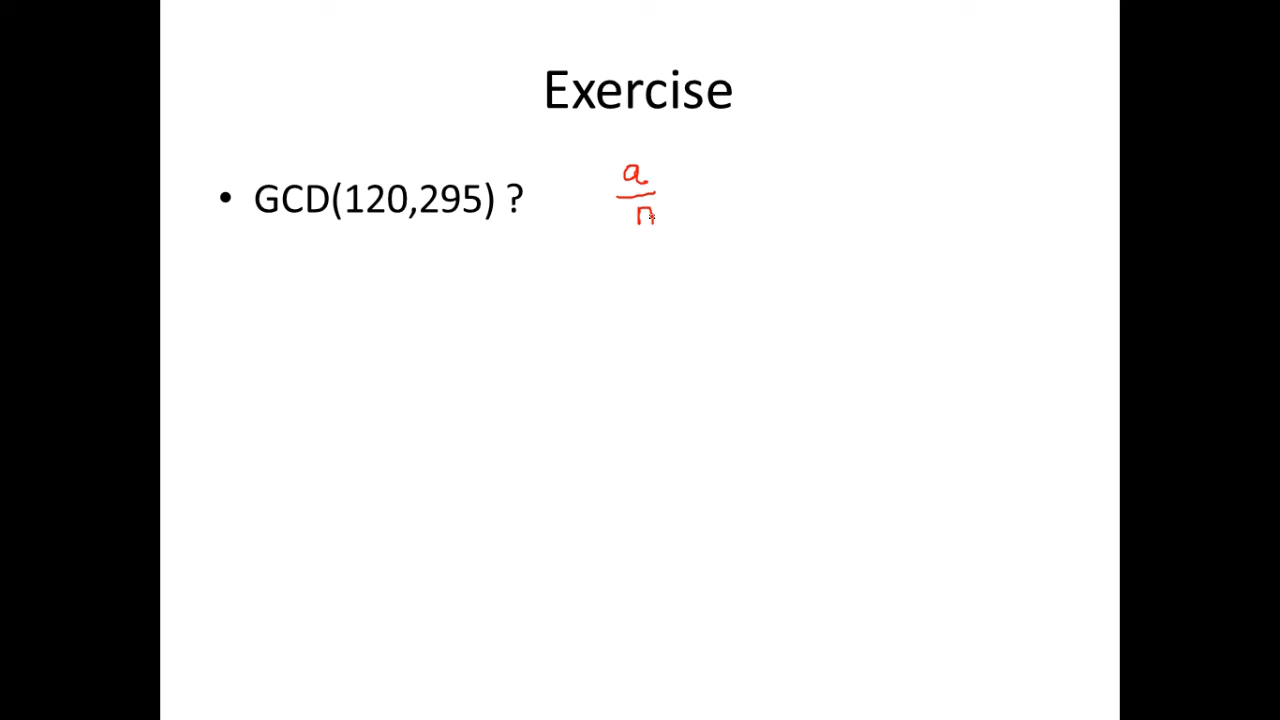 Exercise
• GCD(120,295) ?
a
n